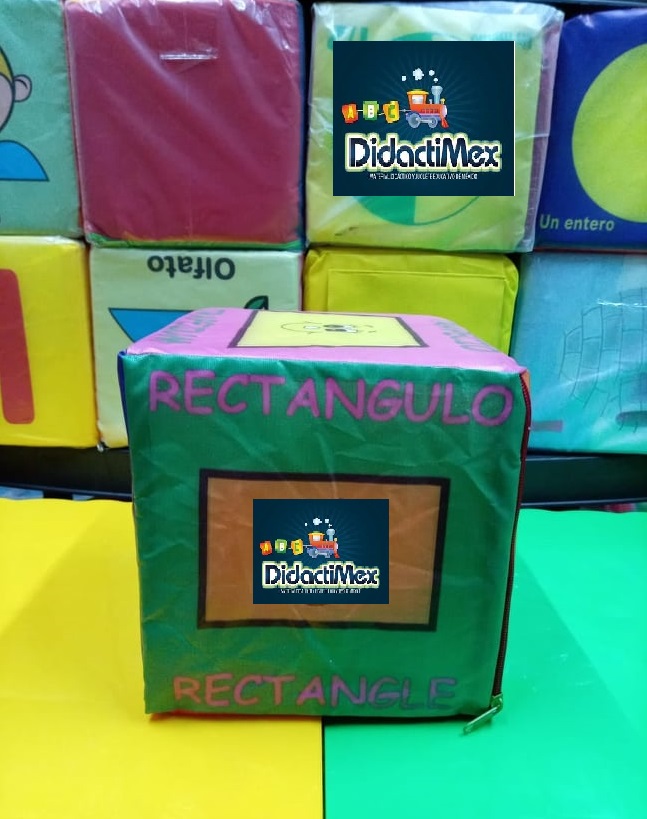 A B C
DidactiMex
Un entero
Olfato
RECTANGULO
A B C
DidactiMex
RECTANGLE